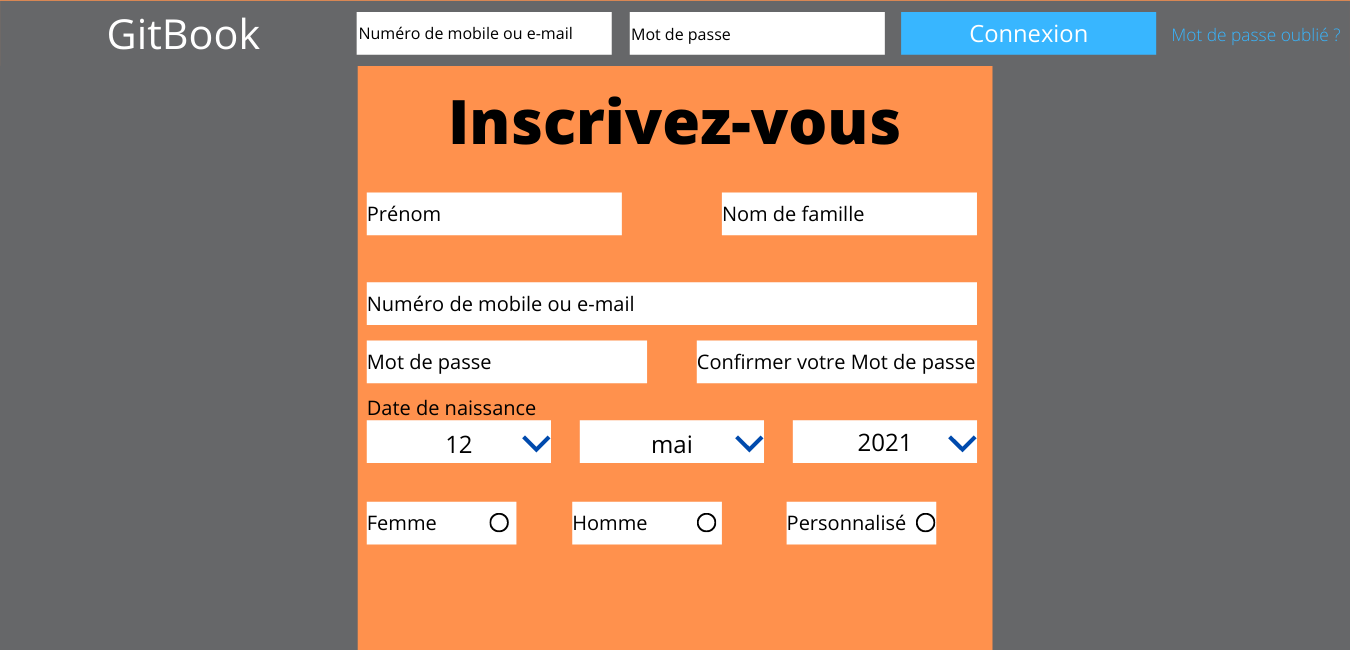 GitBook
Numéro de mobile ou e-mail
Mot de passe
Connexion
Mot de passe oublié ?
Inscrivez-vous
Prénom
Nom de famille
Numéro de mobile ou e-mail
Mot de passe
Confirmer votre Mot de passe
Date de naissance
12
mai
2021
Femme
Homme
Personnalisé